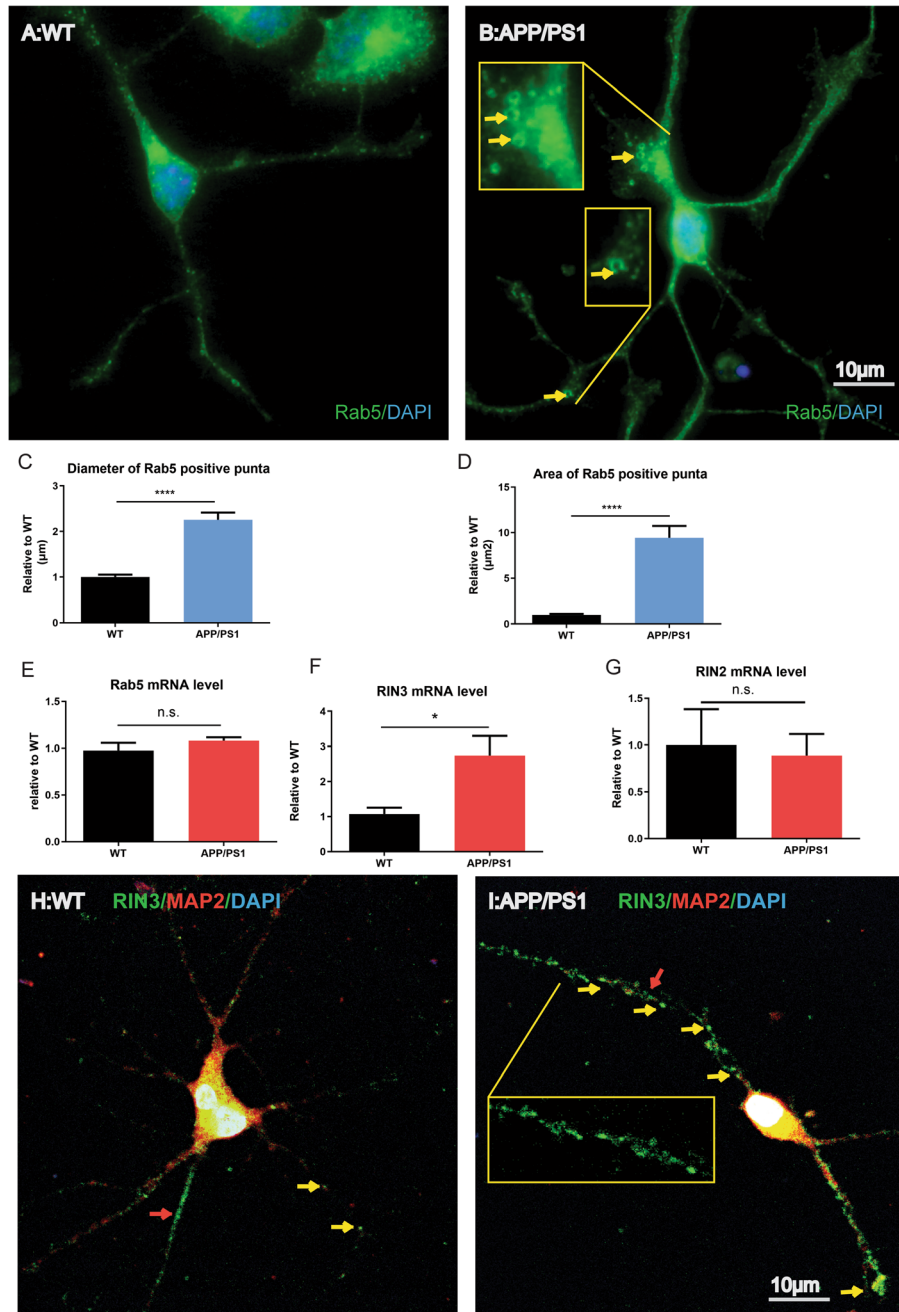 A:WT
B:APP/PS1
10μm
Rab5/DAPI
Rab5/DAPI
C
Diameter of Rab5 positive punta
Relative to WT
(μm)
3
2
1
0
****
WT
APP/PS1
D
Area of Rab5 positive punta
Relative to WT
(μm2)
15
10
5
0
****
WT
APP/PS1
E
Rab5 mRNA level
relative to WT
1.5
1.0
0.5
0.0
n.s.
WT
APP/PS1
F
RIN3 mRNA level
Relative to WT
4
3
2
1
0
*
WT
APP/PS1
G
RIN2 mRNA level
Relative to WT
1.5
1.0
0.5
0.0
n.s.
WT
APP/PS1
H:WT
RIN3/MAP2/DAPI
I:APP/PS1
RIN3/MAP2/DAPI
10μm